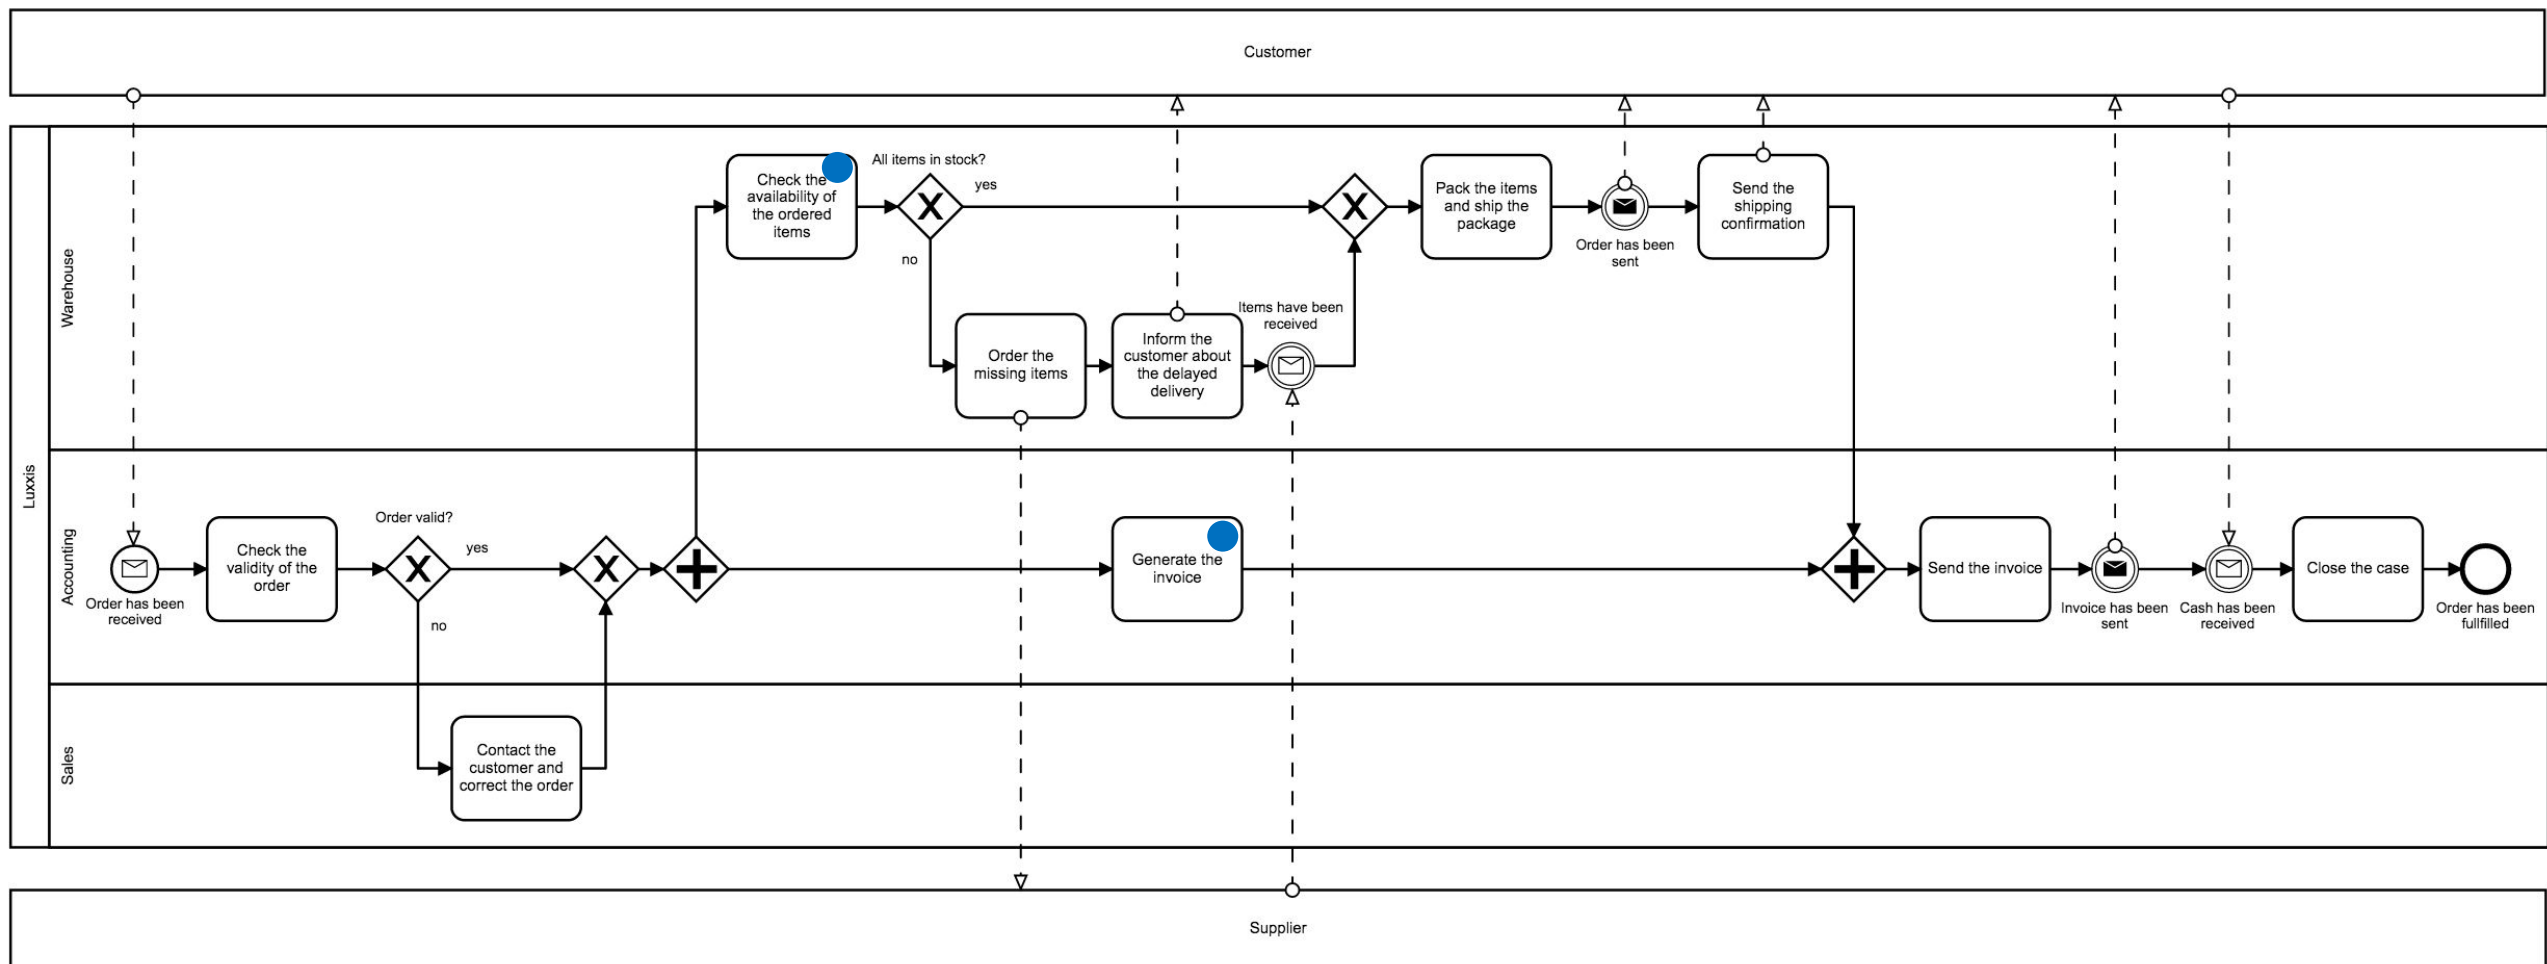 Customer
Luxxis
Warehouse
Check the
availability of
the ordered
items
All items in stock?
yes
no
Order the
missing items
Inform the
customer about
the delayed
delivery
Items have been
received
Pack the items
and ship the
package
Order has been
sent
Send the
shipping
confirmation
Accounting
Order has been
received
Check the
validity of the
order
Order valid?
yes
no
Generate the
invoice
Send the invoice
Invoice has been
sent
Cash has been
received
Close the case
Order has been
fullfilled
Sales
Contact the
customer and
correct the order
Supplier